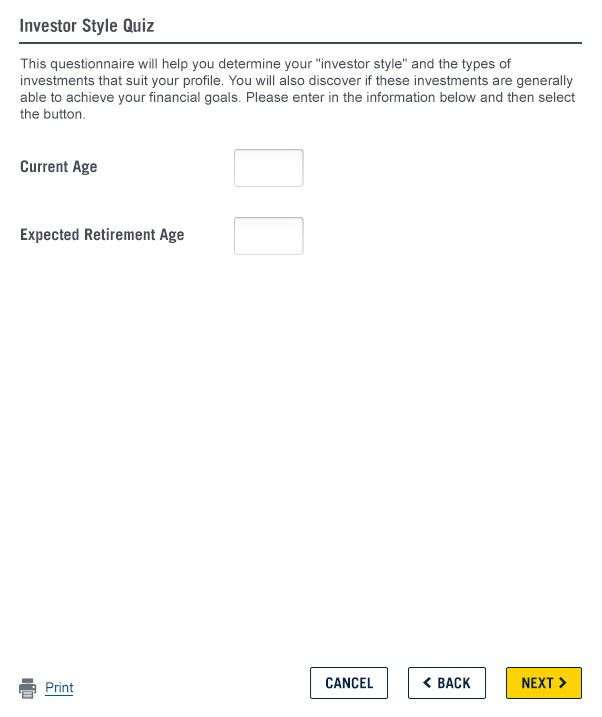 Investor Style Quiz
This questionnaire will help you determine your "investor style" and the types of
investments that suit your profile. You will also discover if these investments are generally
able to achieve your financial goals. Please enter in the information below and then select
the button.
Current Age
Expected Retirement Age
Print
CANCEL
< BACK
NEXT >